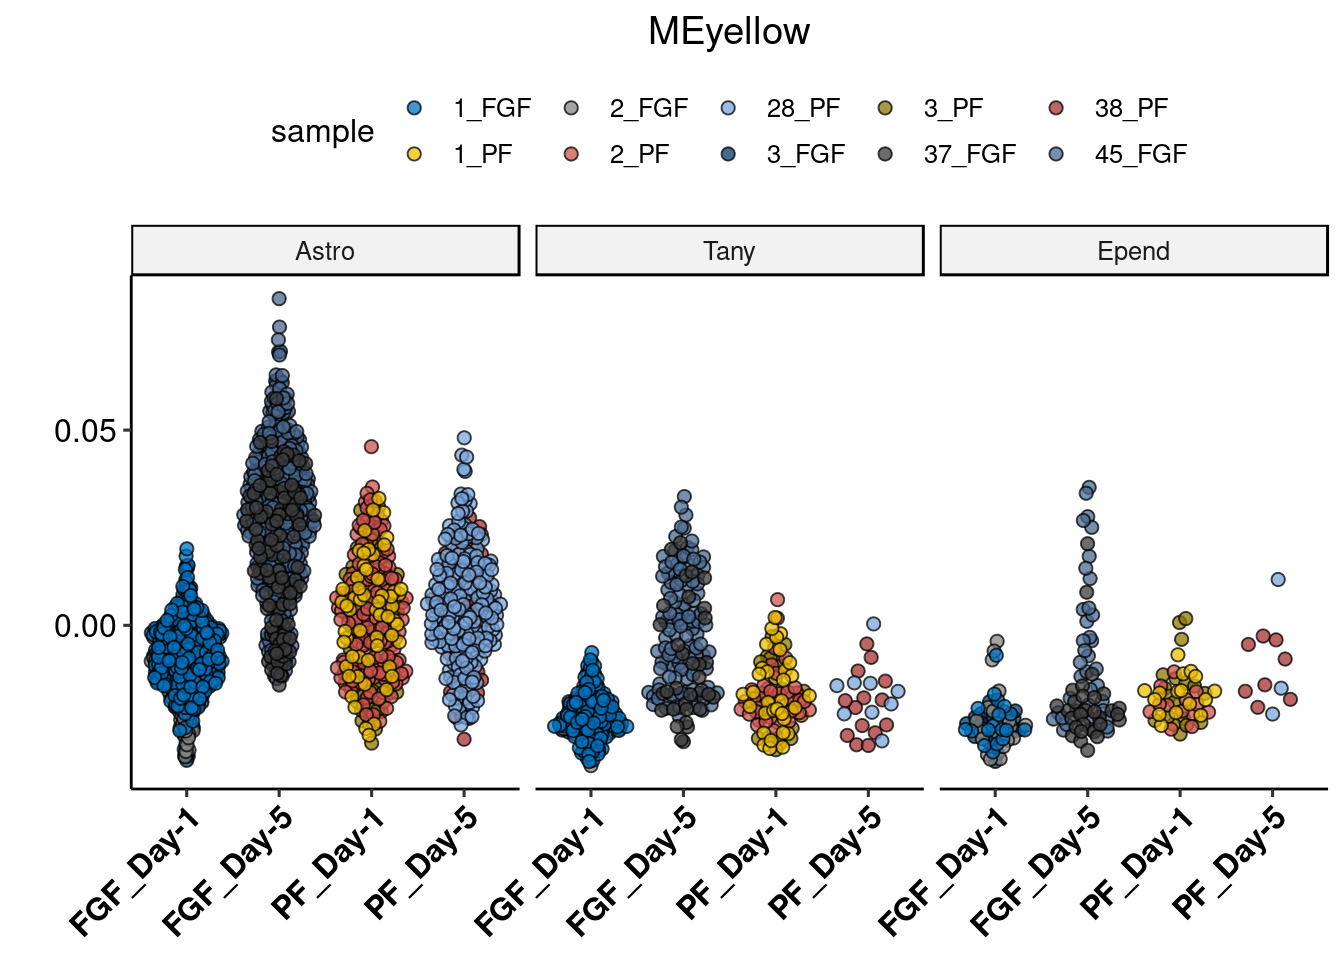 MEyellow
sample
1_FGF 2_FGF 28_PF 3_PF 38_PF
1_PF 2_PF 3_FGF 37_FGF 45_FGF
Astro Tany Epend
0.05
0.00
FGF_Day-1 FGF_Day-5 PF_Day-1 PF_Day-5 FGF_Day-1 FGF_Day-5 PF_Day-1 PF_Day-5 FGF_Day-1 FGF_Day-5 PF_Day-1 PF_Day-5